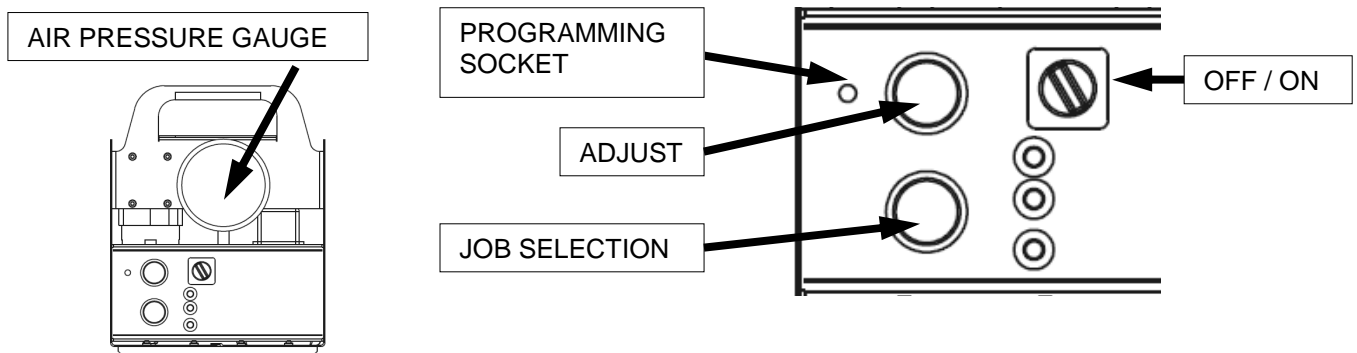 AIR PRESSURE GAUGE
PROGRAMMING
SOCKET
OFF / ON
ADJUST
JOB SELECTION